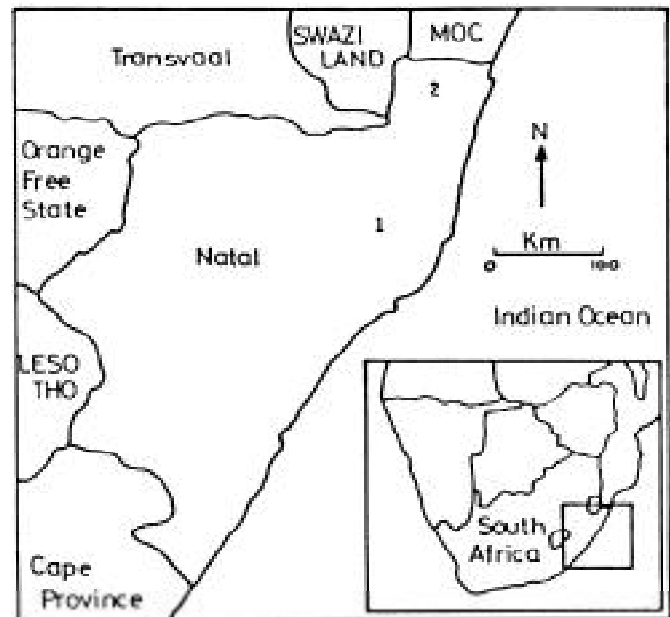 SWAZI
LAND
MOC
Transvaal
2
N
Orange
Free
State
1
Natal
Km
0 100
Indian Ocean
LESO
THO
South
Africa
Cape
Province